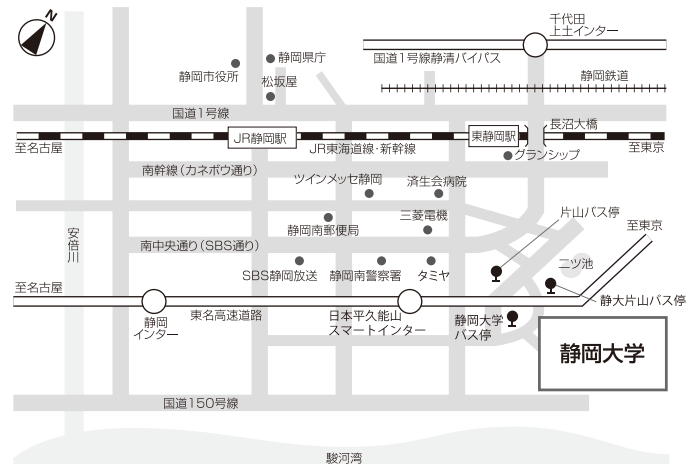 N
千代田
上土インター
国道1号線静清バイパス
静岡県庁
静岡市役所
松坂屋
静岡鉄道
国道1号線
長沼大橋
JR静岡駅
東静岡駅
至名古屋
JR東海道線・新幹線
至東京
グランシップ
南幹線(カネボウ通り)
ツインメッセ静岡
済生会病院
静岡南郵便局
三菱電機
片山バス停
至東京
安倍川
南中央通り(SBS通り)
二ツ池
SBS静岡放送
静岡南警察署
タミヤ
至名古屋
静大片山バス停
静岡
インター
東名高速道路
日本平久能山
スマートインター
静岡大学
バス停
静岡大学
国道150号線
駿河湾